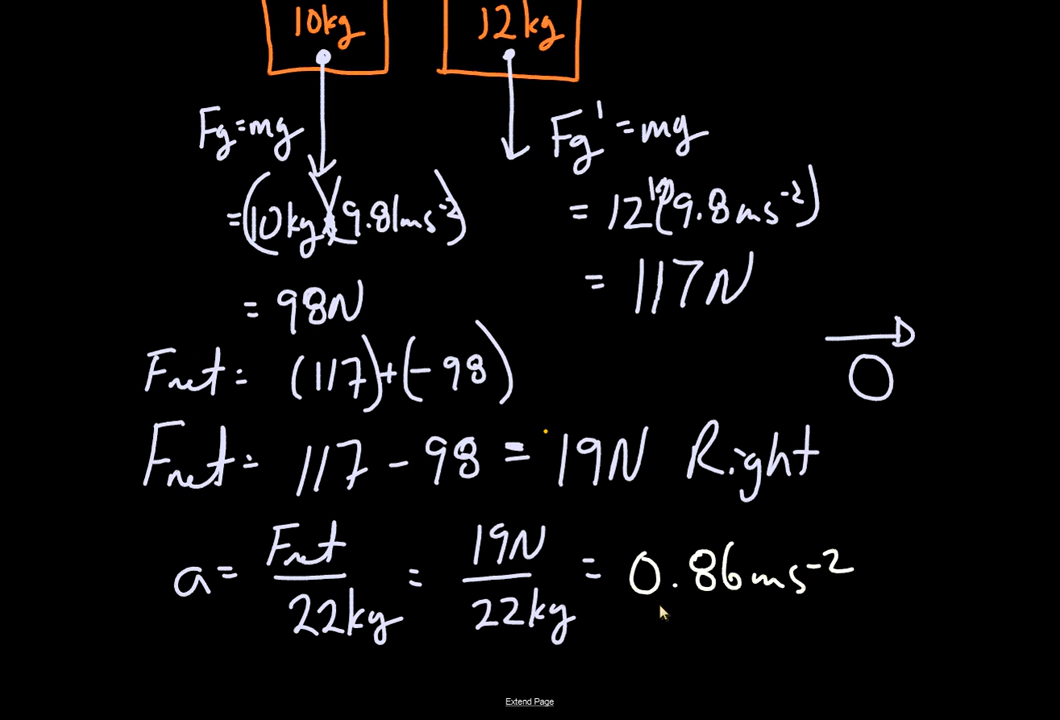 10kg 12kg
Fg=mg Fg'=mg
=(10kg)(9.81ms⁻²) = 12 (9.8ms⁻²)
= 98N = 117N
Fnet= (117)+(-98) O
Fnet= 117 - 98 = 19N Right
a= Fnet/22kg = 19N/22kg = 0.86ms⁻²
Extend Page